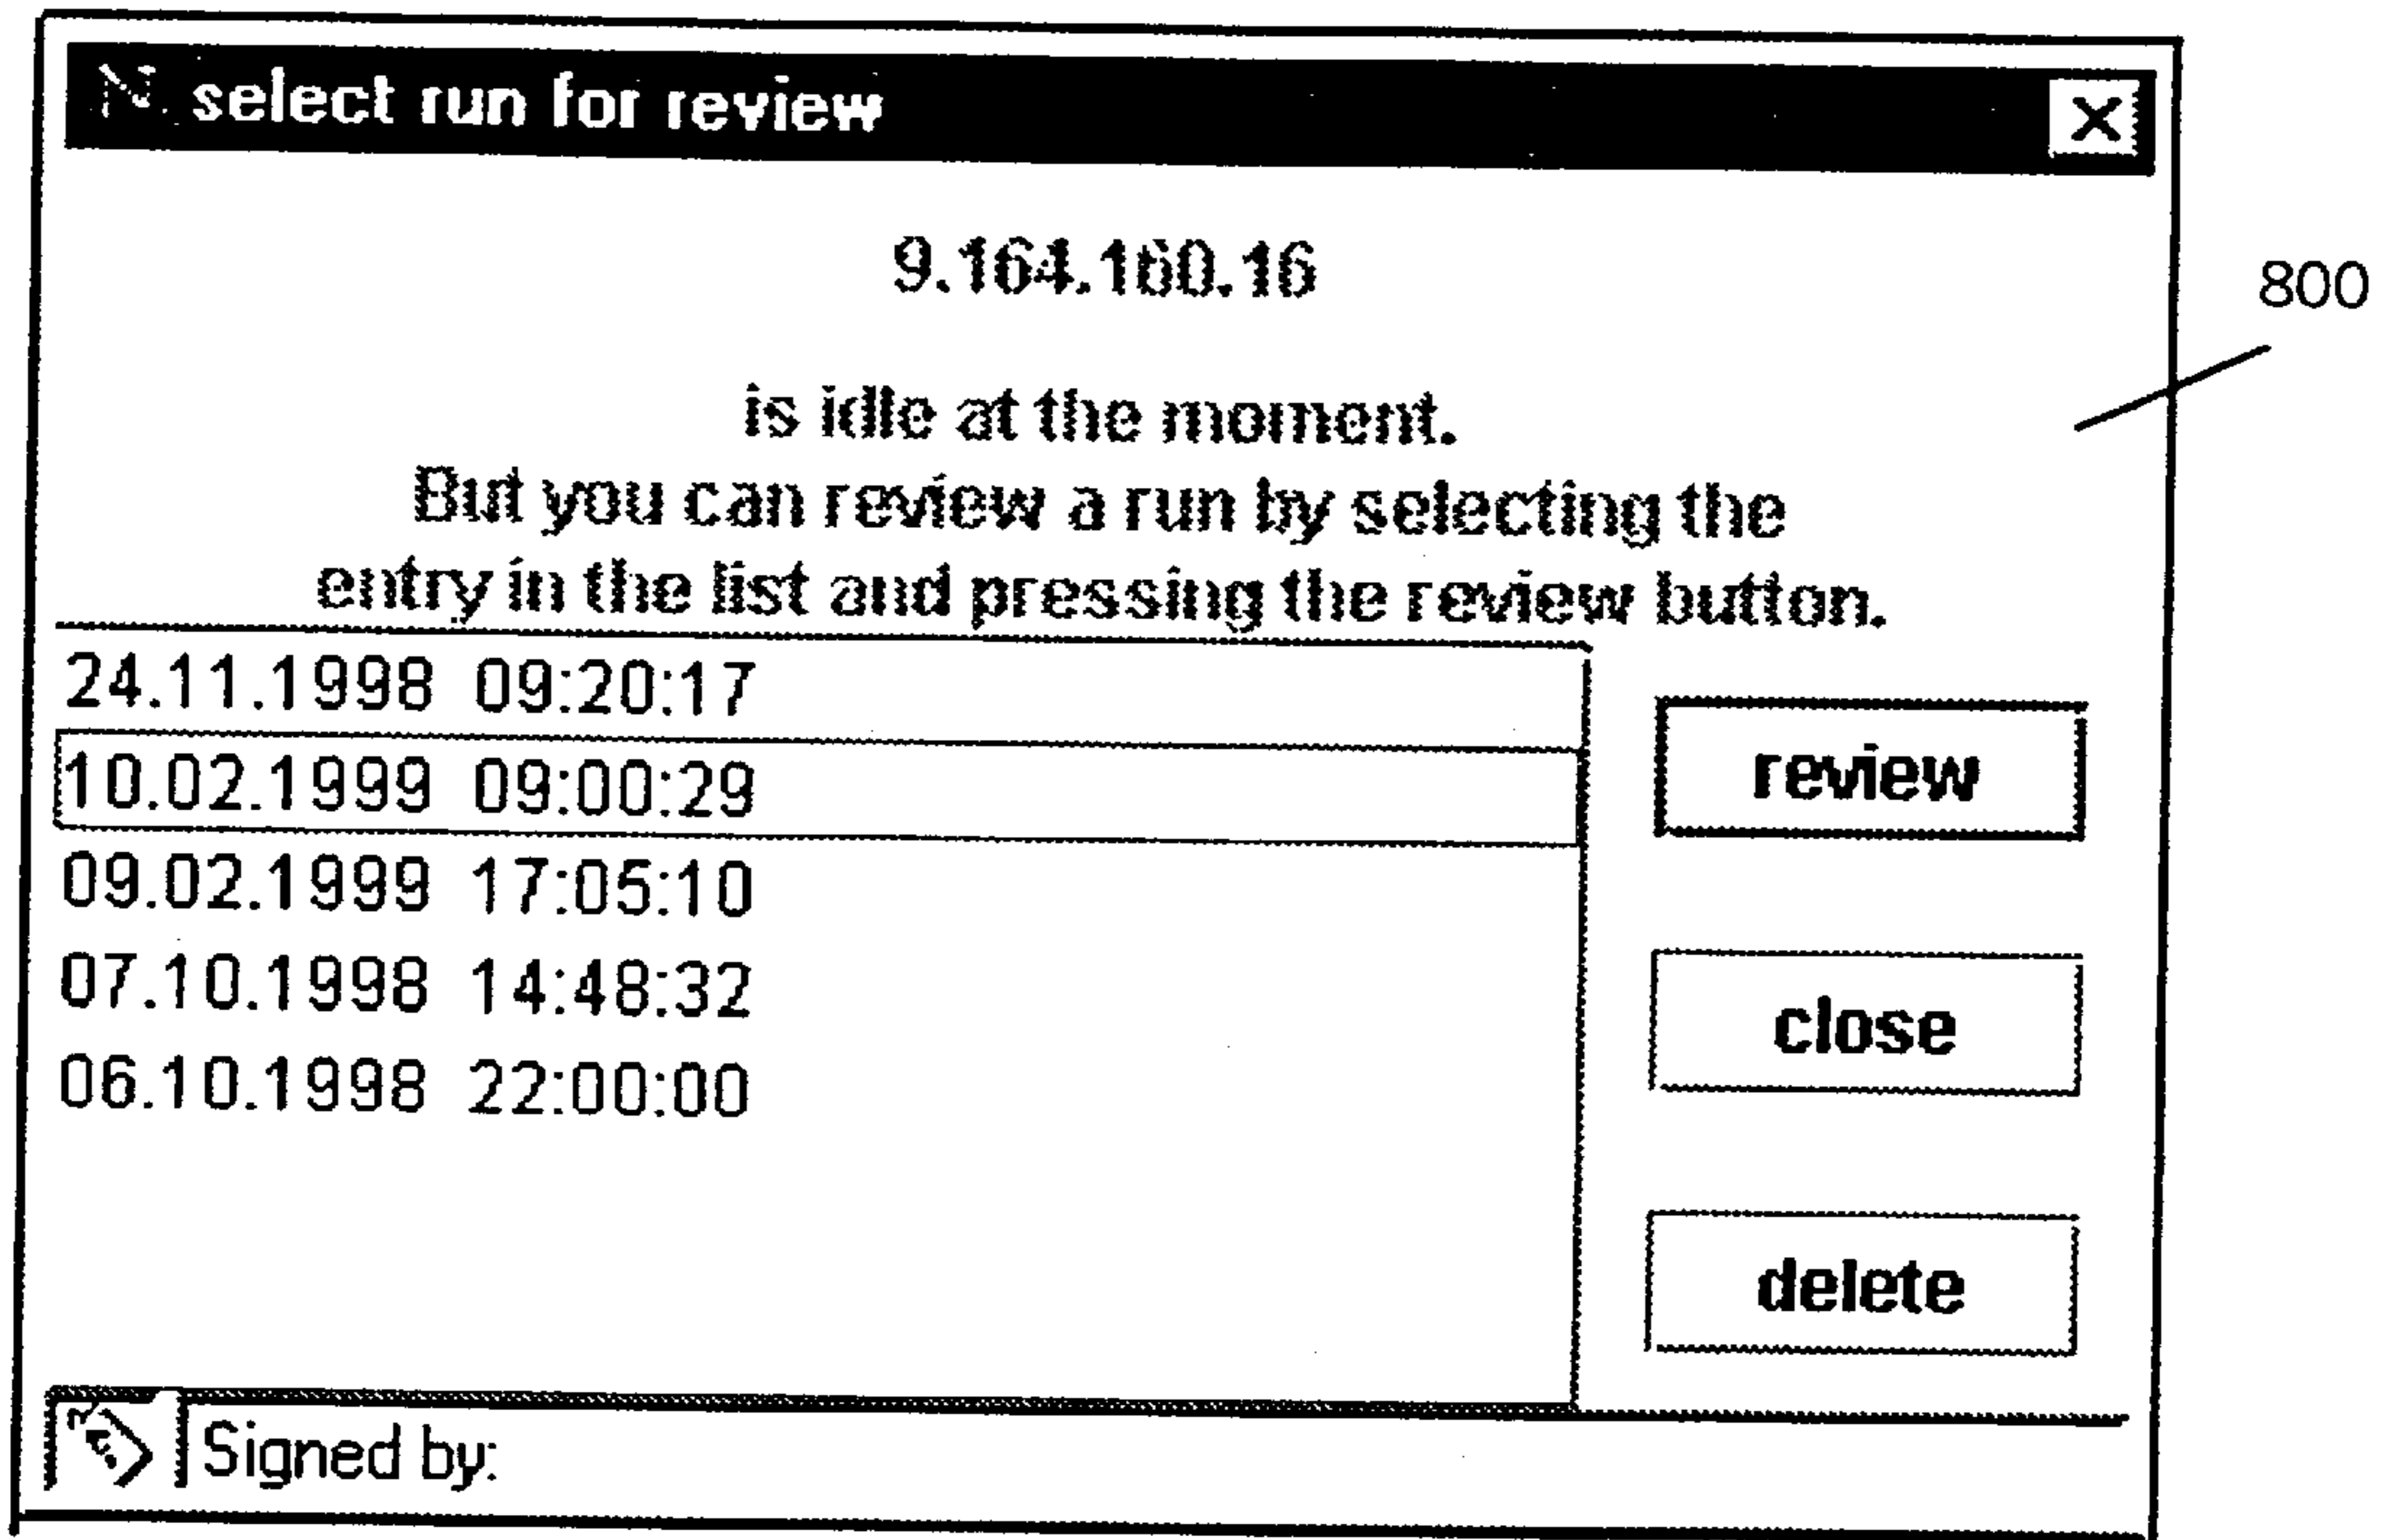 select run for review X
9.164.160.16
800
is idle at the moment.
But you can review a run by selecting the
entry in the list and pressing the review button.
24.11.1998 09:20:17
10.02.1999 09:00:29
09.02.1999 17:05:10
07.10.1998 14:48:32
06.10.1998 22:00:00
review
close
delete
Signed by: